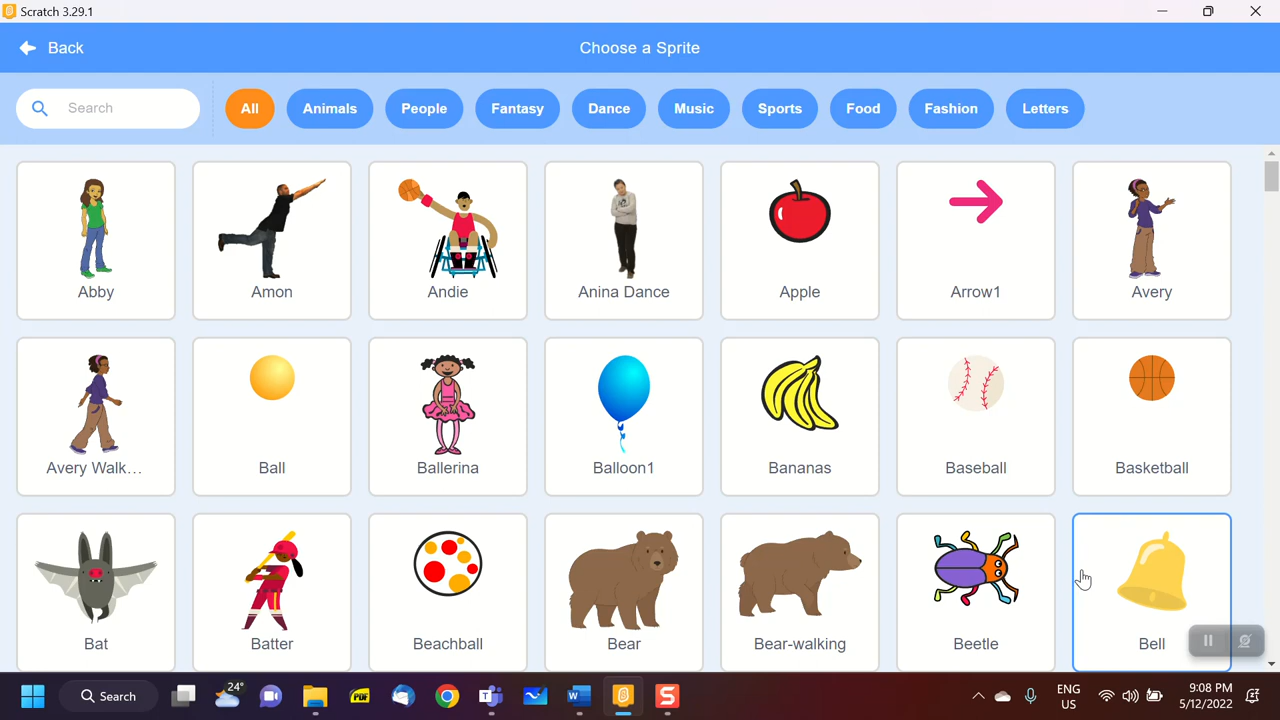 Scratch 3.29.1
Back
Choose a Sprite
Search
All
Animals
People
Fantasy
Dance
Music
Sports
Food
Fashion
Letters
Abby
Amon
Andie
Anina Dance
Apple
Arrow1
Avery
Avery Walk...
Ball
Ballerina
Balloon1
Bananas
Baseball
Basketball
Bat
Batter
Beachball
Bear
Bear-walking
Beetle
Bell
Search
24°
PDF
ENG
US
9:08 PM
5/12/2022